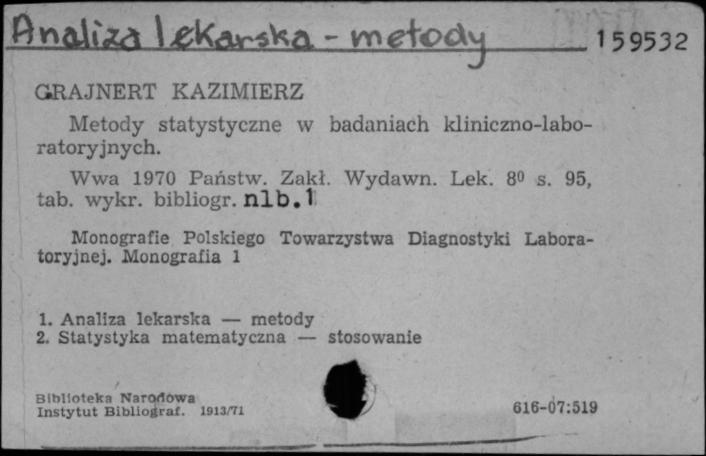 Analiza lekarska - metody 159532
GRAJNERT KAZIMIERZ
Metody statystyczne w badaniach kliniczno-labo-
ratoryjnych.
Wwa 1970 Państw. Zakł. Wydawn. Lek. 8⁰ s. 95,
tab. wykr. bibliogr. nlb.1
Monografie Polskiego Towarzystwa Diagnostyki Labora-
toryjnej. Monografia 1
1. Analiza lekarska — metody
2. Statystyka matematyczna — stosowanie
Biblioteka Narodowa
Instytut Bibliograf. 1913/71 616-07:519